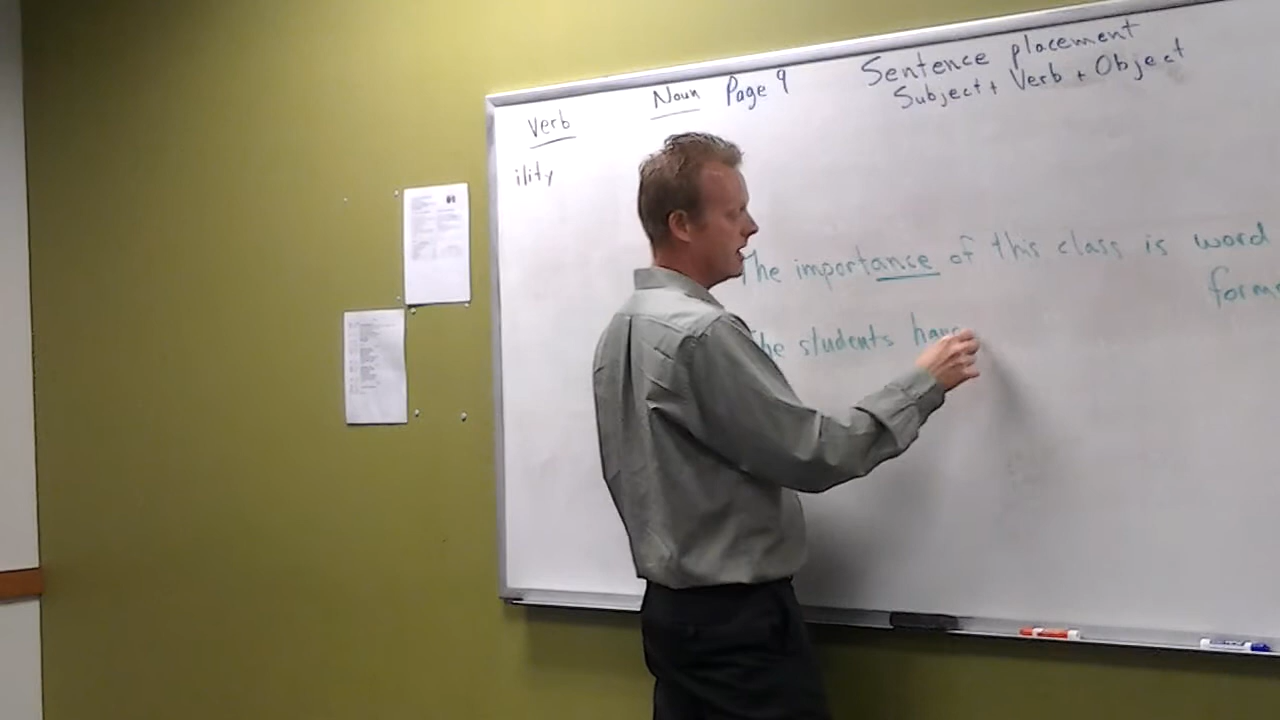 Sentence placement
Verb Noun Page 9 Subject + Verb + Object
ility
The importance of this class is word
form
The students have